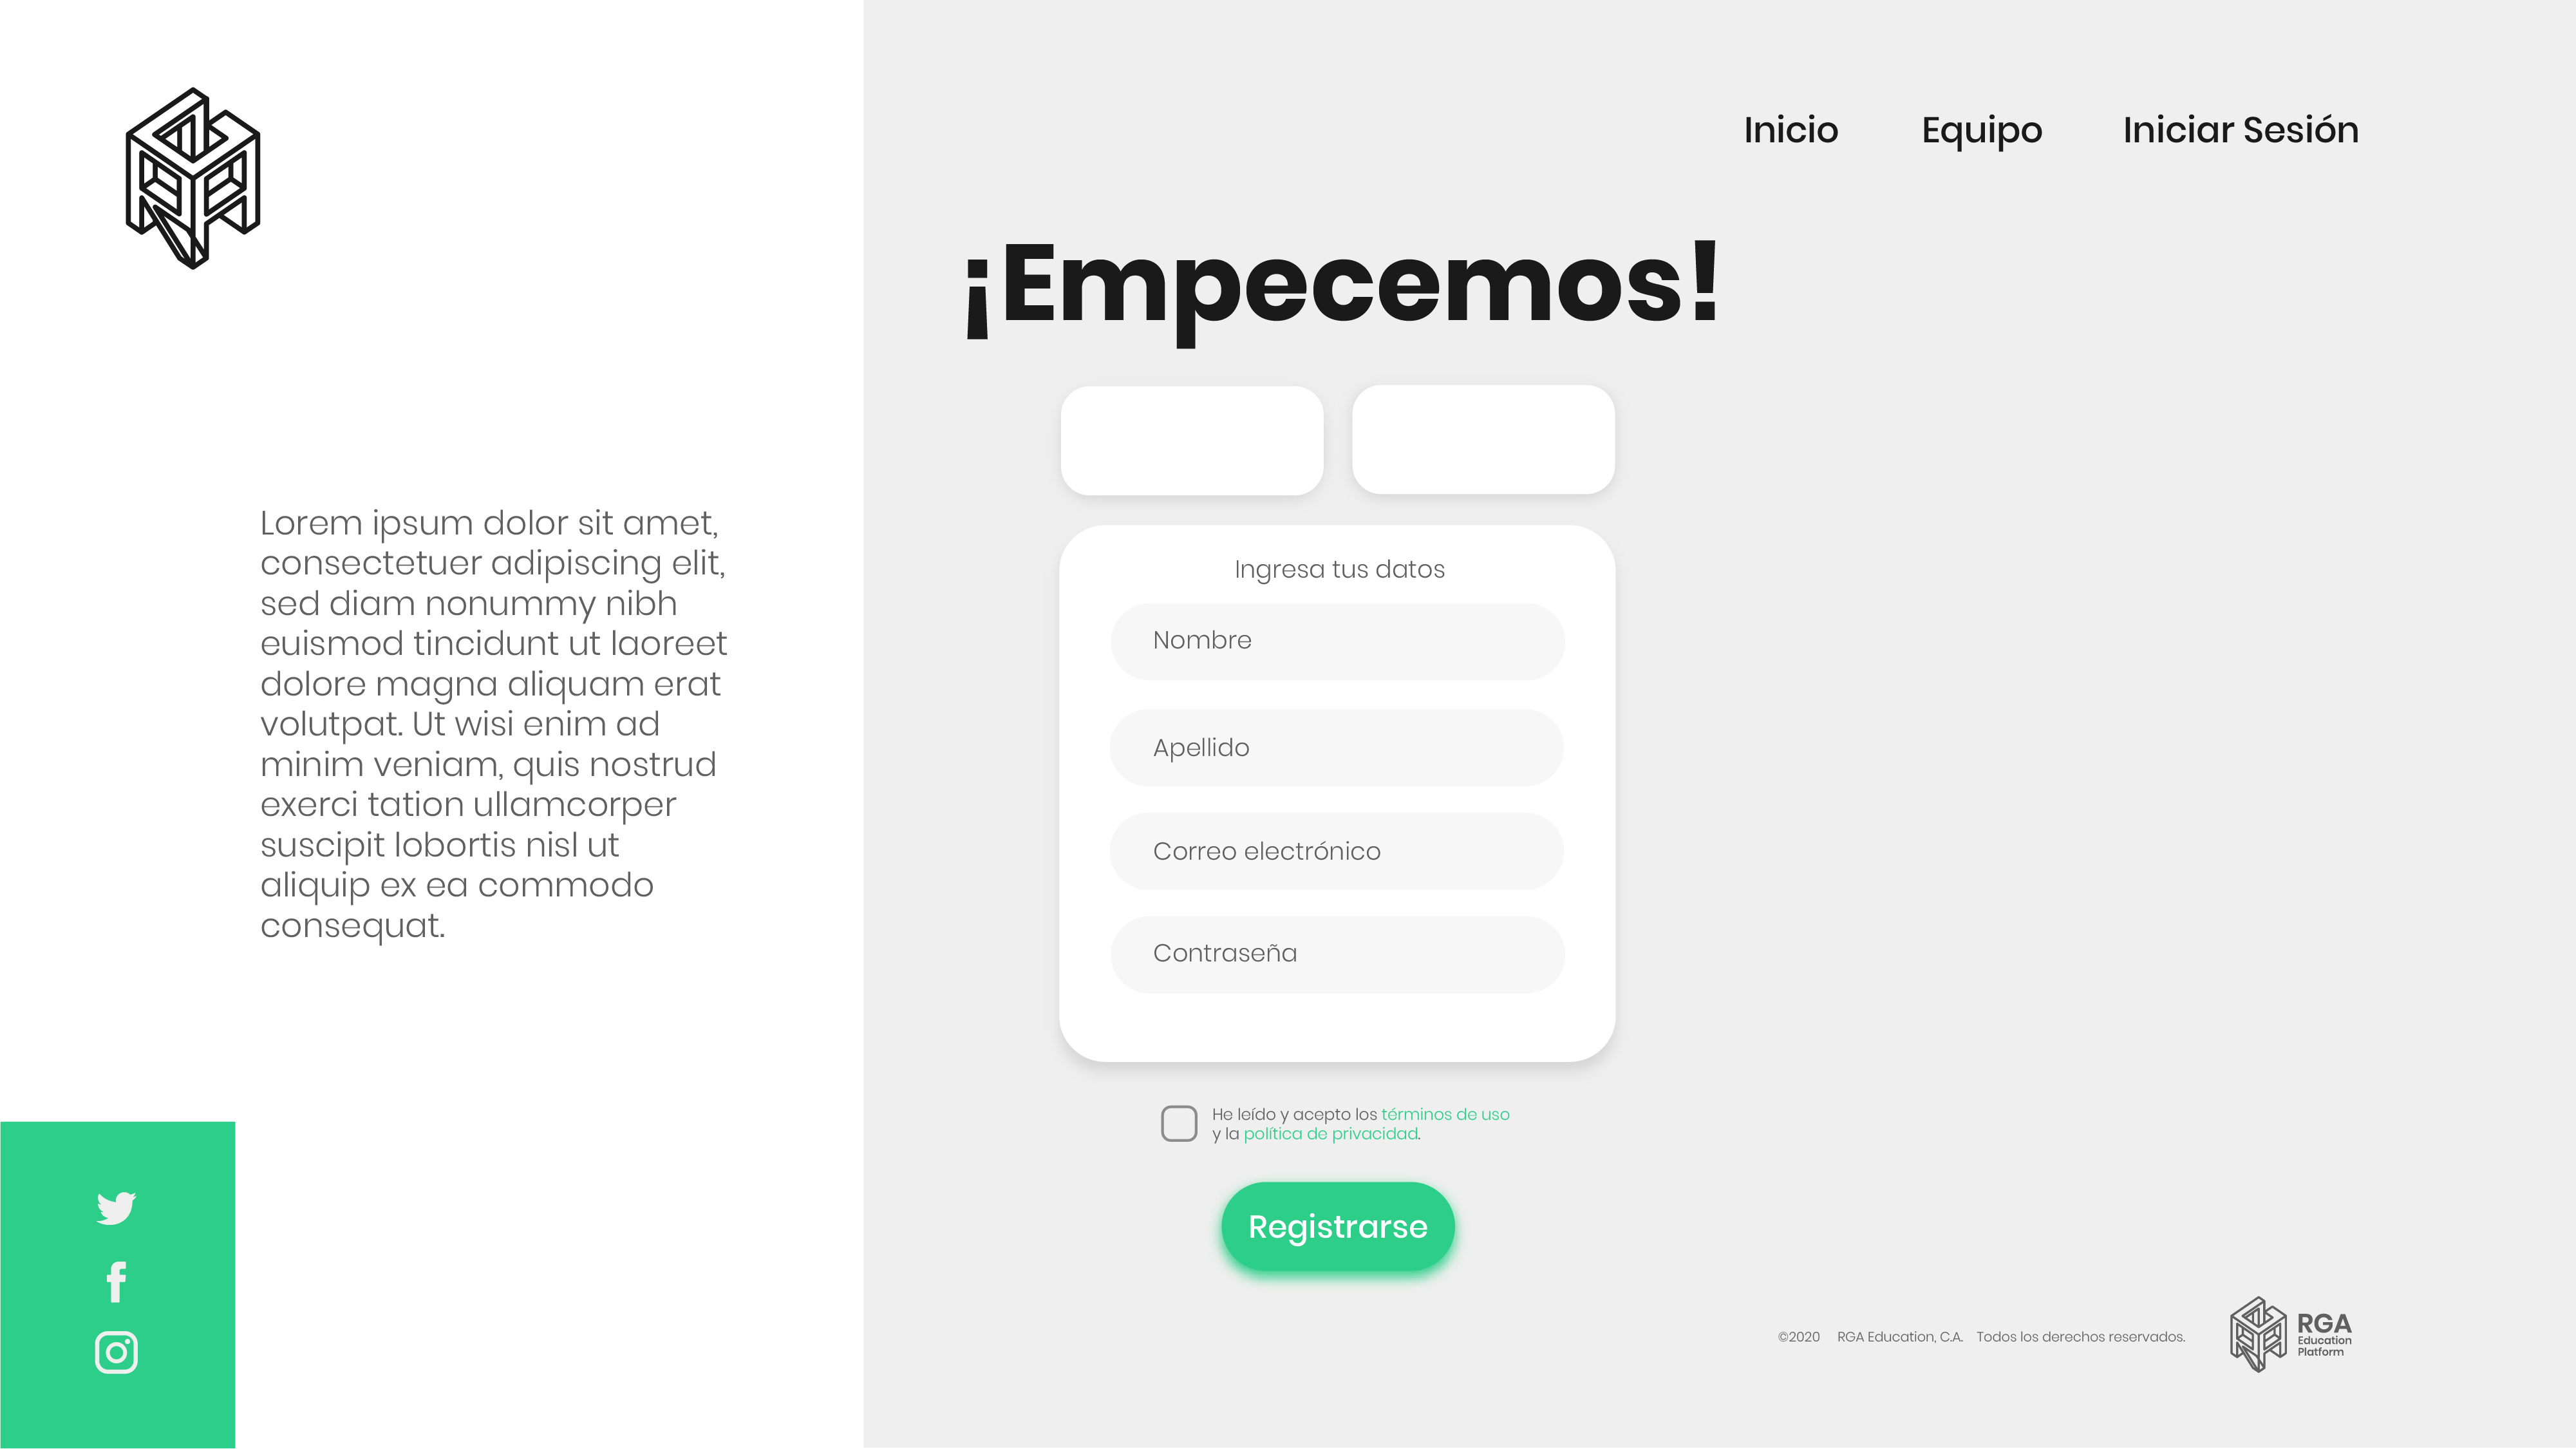 Inicio
Equipo
Iniciar Sesión
¡Empecemos!
Lorem ipsum dolor sit amet,
consectetuer adipiscing elit,
sed diam nonummy nibh
euismod tincidunt ut laoreet
dolore magna aliquam erat
volutpat. Ut wisi enim ad
minim veniam, quis nostrud
exerci tation ullamcorper
suscipit lobortis nisl ut
aliquip ex ea commodo
consequat.
Ingresa tus datos
Nombre
Apellido
Correo electrónico
Contraseña
He leído y acepto los términos de uso
y la política de privacidad.
Registrarse
©2020 RGA Education, C.A. Todos los derechos reservados.
RGA
Education
Platform